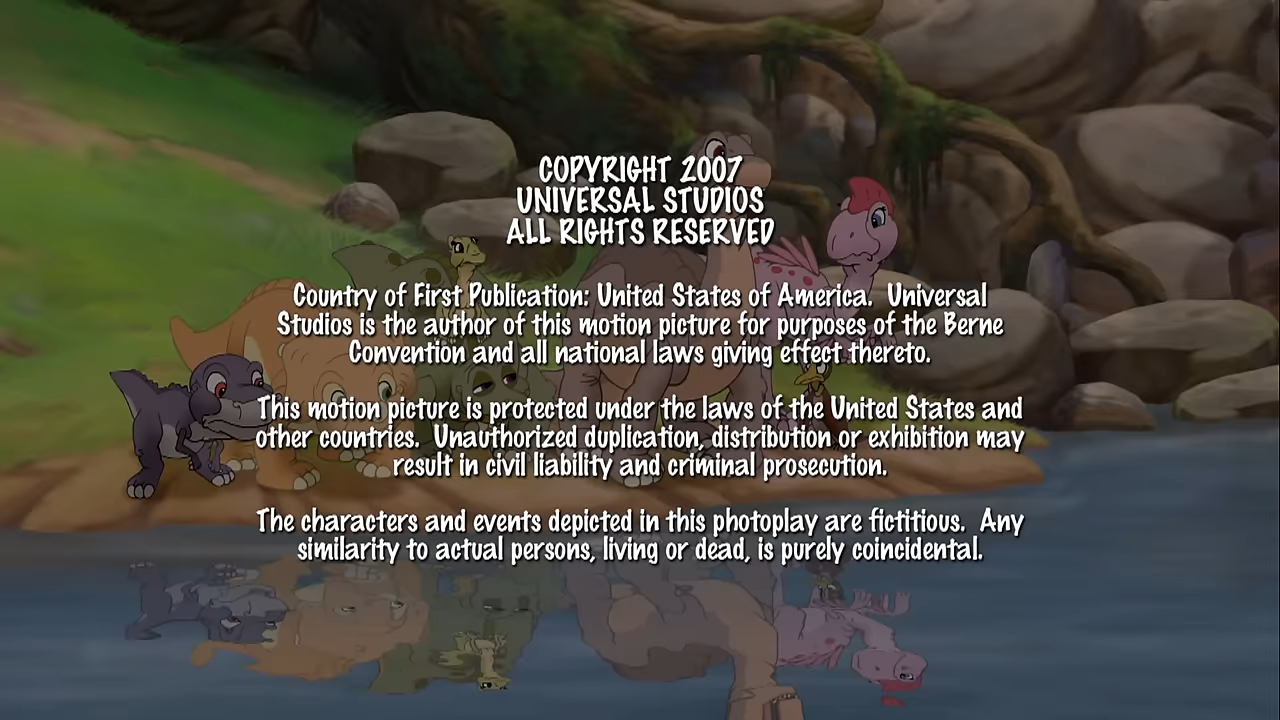 COPYRIGHT 2007
UNIVERSAL STUDIOS
ALL RIGHTS RESERVED
Country of First Publication: United States of America.  Universal
Studios is the author of this motion picture for purposes of the Berne
Convention and all national laws giving effect thereto.
This motion picture is protected under the laws of the United States and
other countries.  Unauthorized duplication, distribution or exhibition may
result in civil liability and criminal prosecution.
The characters and events depicted in this photoplay are fictitious.  Any
similarity to actual persons, living or dead, is purely coincidental.